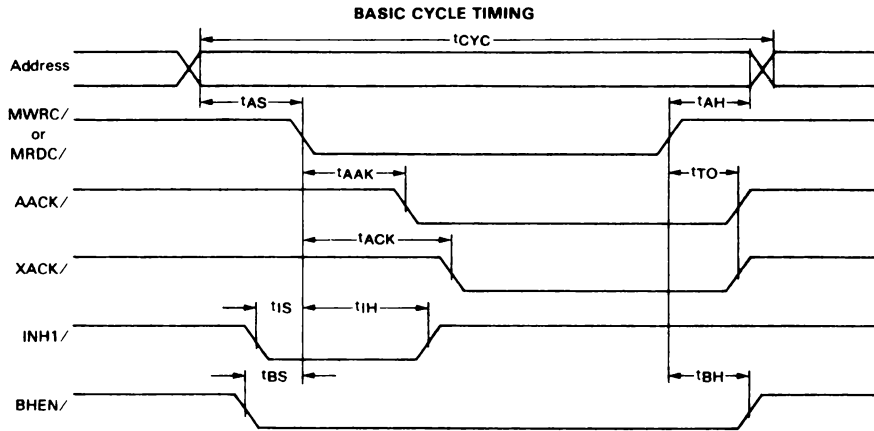 BASIC CYCLE TIMING
tCYC
Address
tAS
tAH
MWRC/
or
MRDC/
tAAK
tTO
AACK/
tACK
XACK/
tIS
tIH
INH1/
tBS
tBH
BHEN/